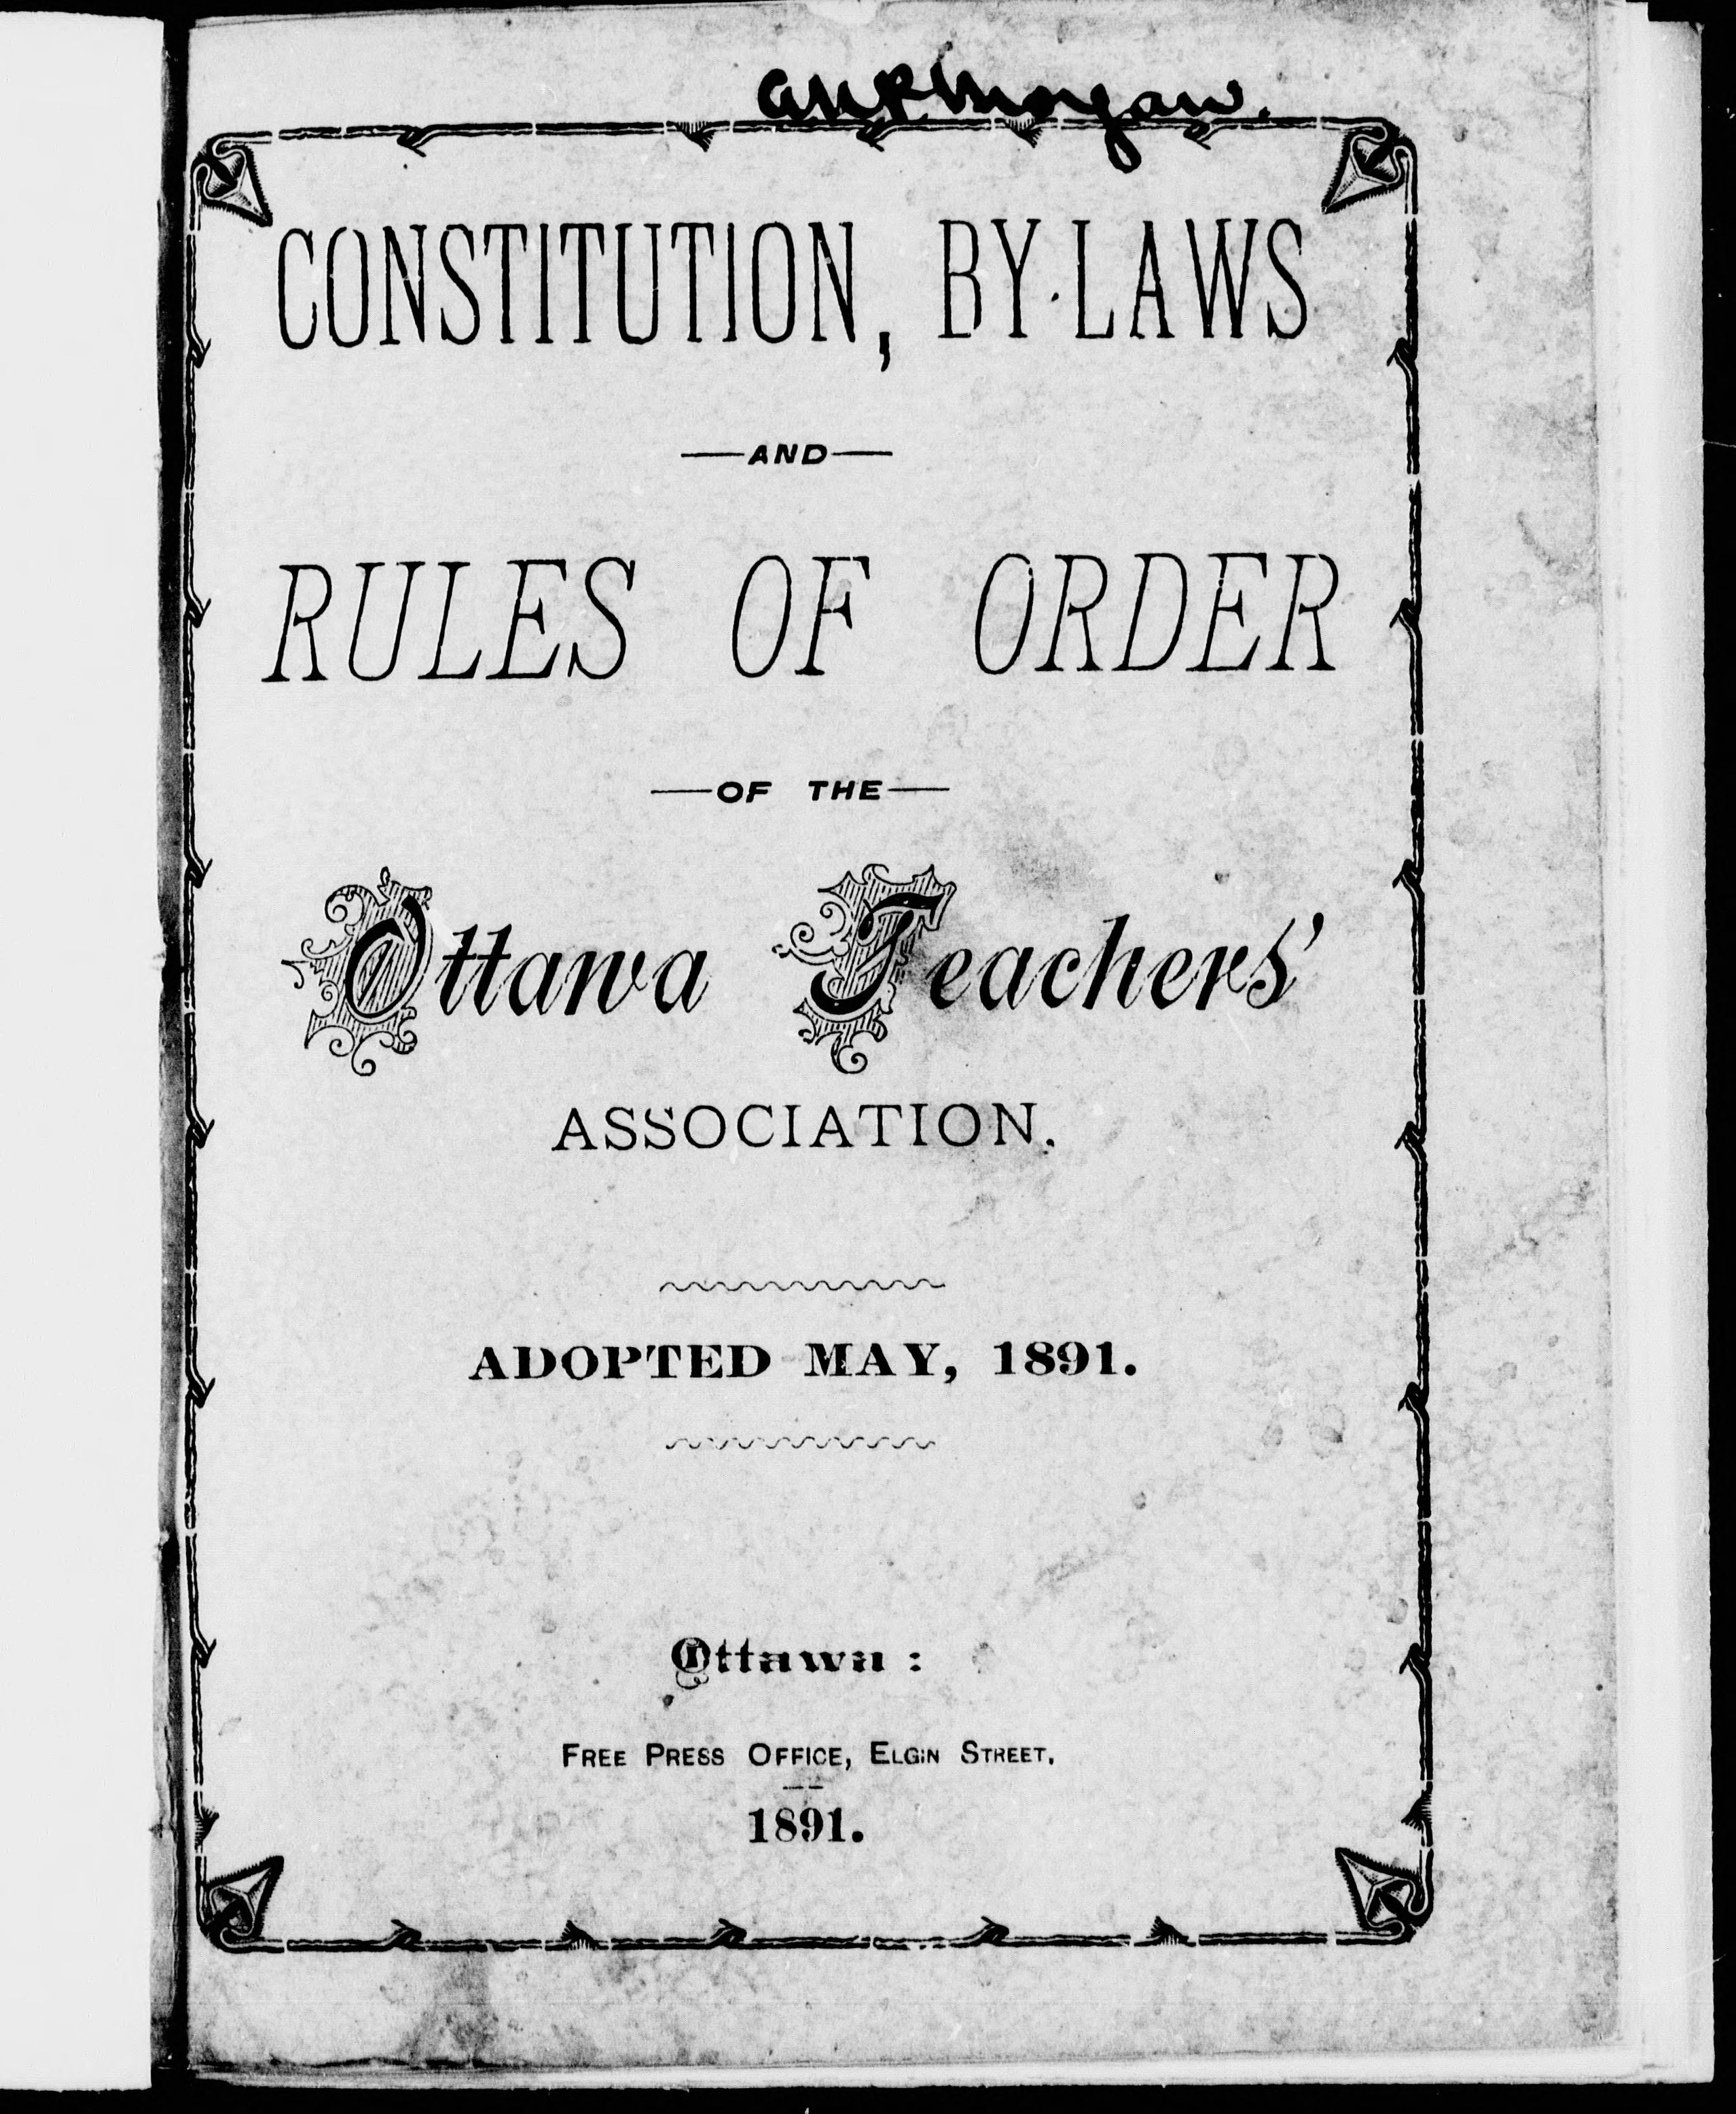 CONSTITUTION, BY-LAWS
—AND—
RULES OF ORDER
—OF THE—
Ottawa Teachers'
ASSOCIATION.
ADOPTED MAY, 1891.
Ottawa :
FREE PRESS OFFICE, ELGIN STREET.
1891.